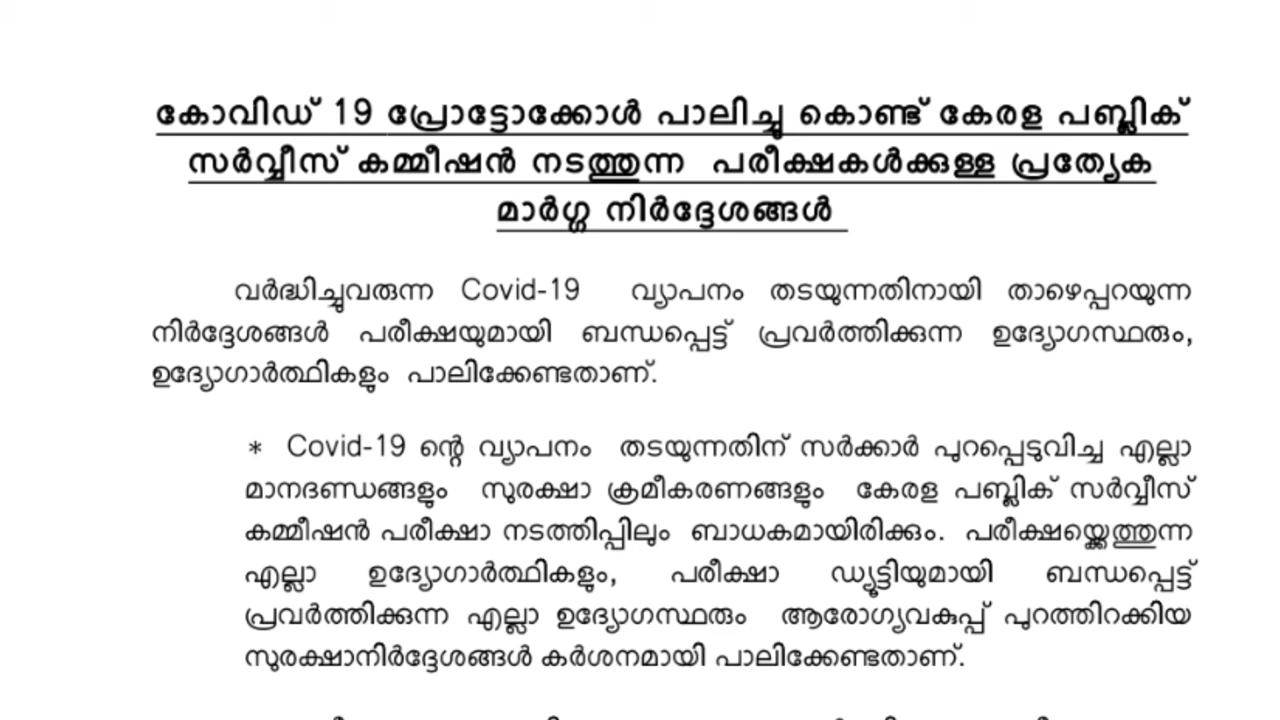 കോവിഡ് 19 പ്രോട്ടോക്കോൾ പാലിച്ചു കൊണ്ട് കേരള പബ്ലിക്
സർവ്വീസ് കമ്മീഷൻ നടത്തുന്ന പരീക്ഷകൾക്കുള്ള പ്രത്യേക
മാർഗ്ഗ നിർദ്ദേശങ്ങൾ
വർദ്ധിച്ചുവരുന്ന Covid-19 വ്യാപനം തടയുന്നതിനായി താഴെപ്പറയുന്ന
നിർദ്ദേശങ്ങൾ പരീക്ഷയുമായി ബന്ധപ്പെട്ട് പ്രവർത്തിക്കുന്ന ഉദ്യോഗസ്ഥരും,
ഉദ്യോഗാർത്ഥികളും പാലിക്കേണ്ടതാണ്.
* Covid-19 ന്റെ വ്യാപനം തടയുന്നതിന് സർക്കാർ പുറപ്പെടുവിച്ച എല്ലാ
മാനദണ്ഡങ്ങളും സുരക്ഷാ ക്രമീകരണങ്ങളും കേരള പബ്ലിക് സർവ്വീസ്
കമ്മീഷൻ പരീക്ഷാ നടത്തിപ്പിലും ബാധകമായിരിക്കും. പരീക്ഷയ്ക്കെത്തുന്ന
എല്ലാ ഉദ്യോഗാർത്ഥികളും, പരീക്ഷാ ഡ്യൂട്ടിയുമായി ബന്ധപ്പെട്ട്
പ്രവർത്തിക്കുന്ന എല്ലാ ഉദ്യോഗസ്ഥരും ആരോഗ്യവകുപ്പ് പുറത്തിറക്കിയ
സുരക്ഷാനിർദ്ദേശങ്ങൾ കർശനമായി പാലിക്കേണ്ടതാണ്.